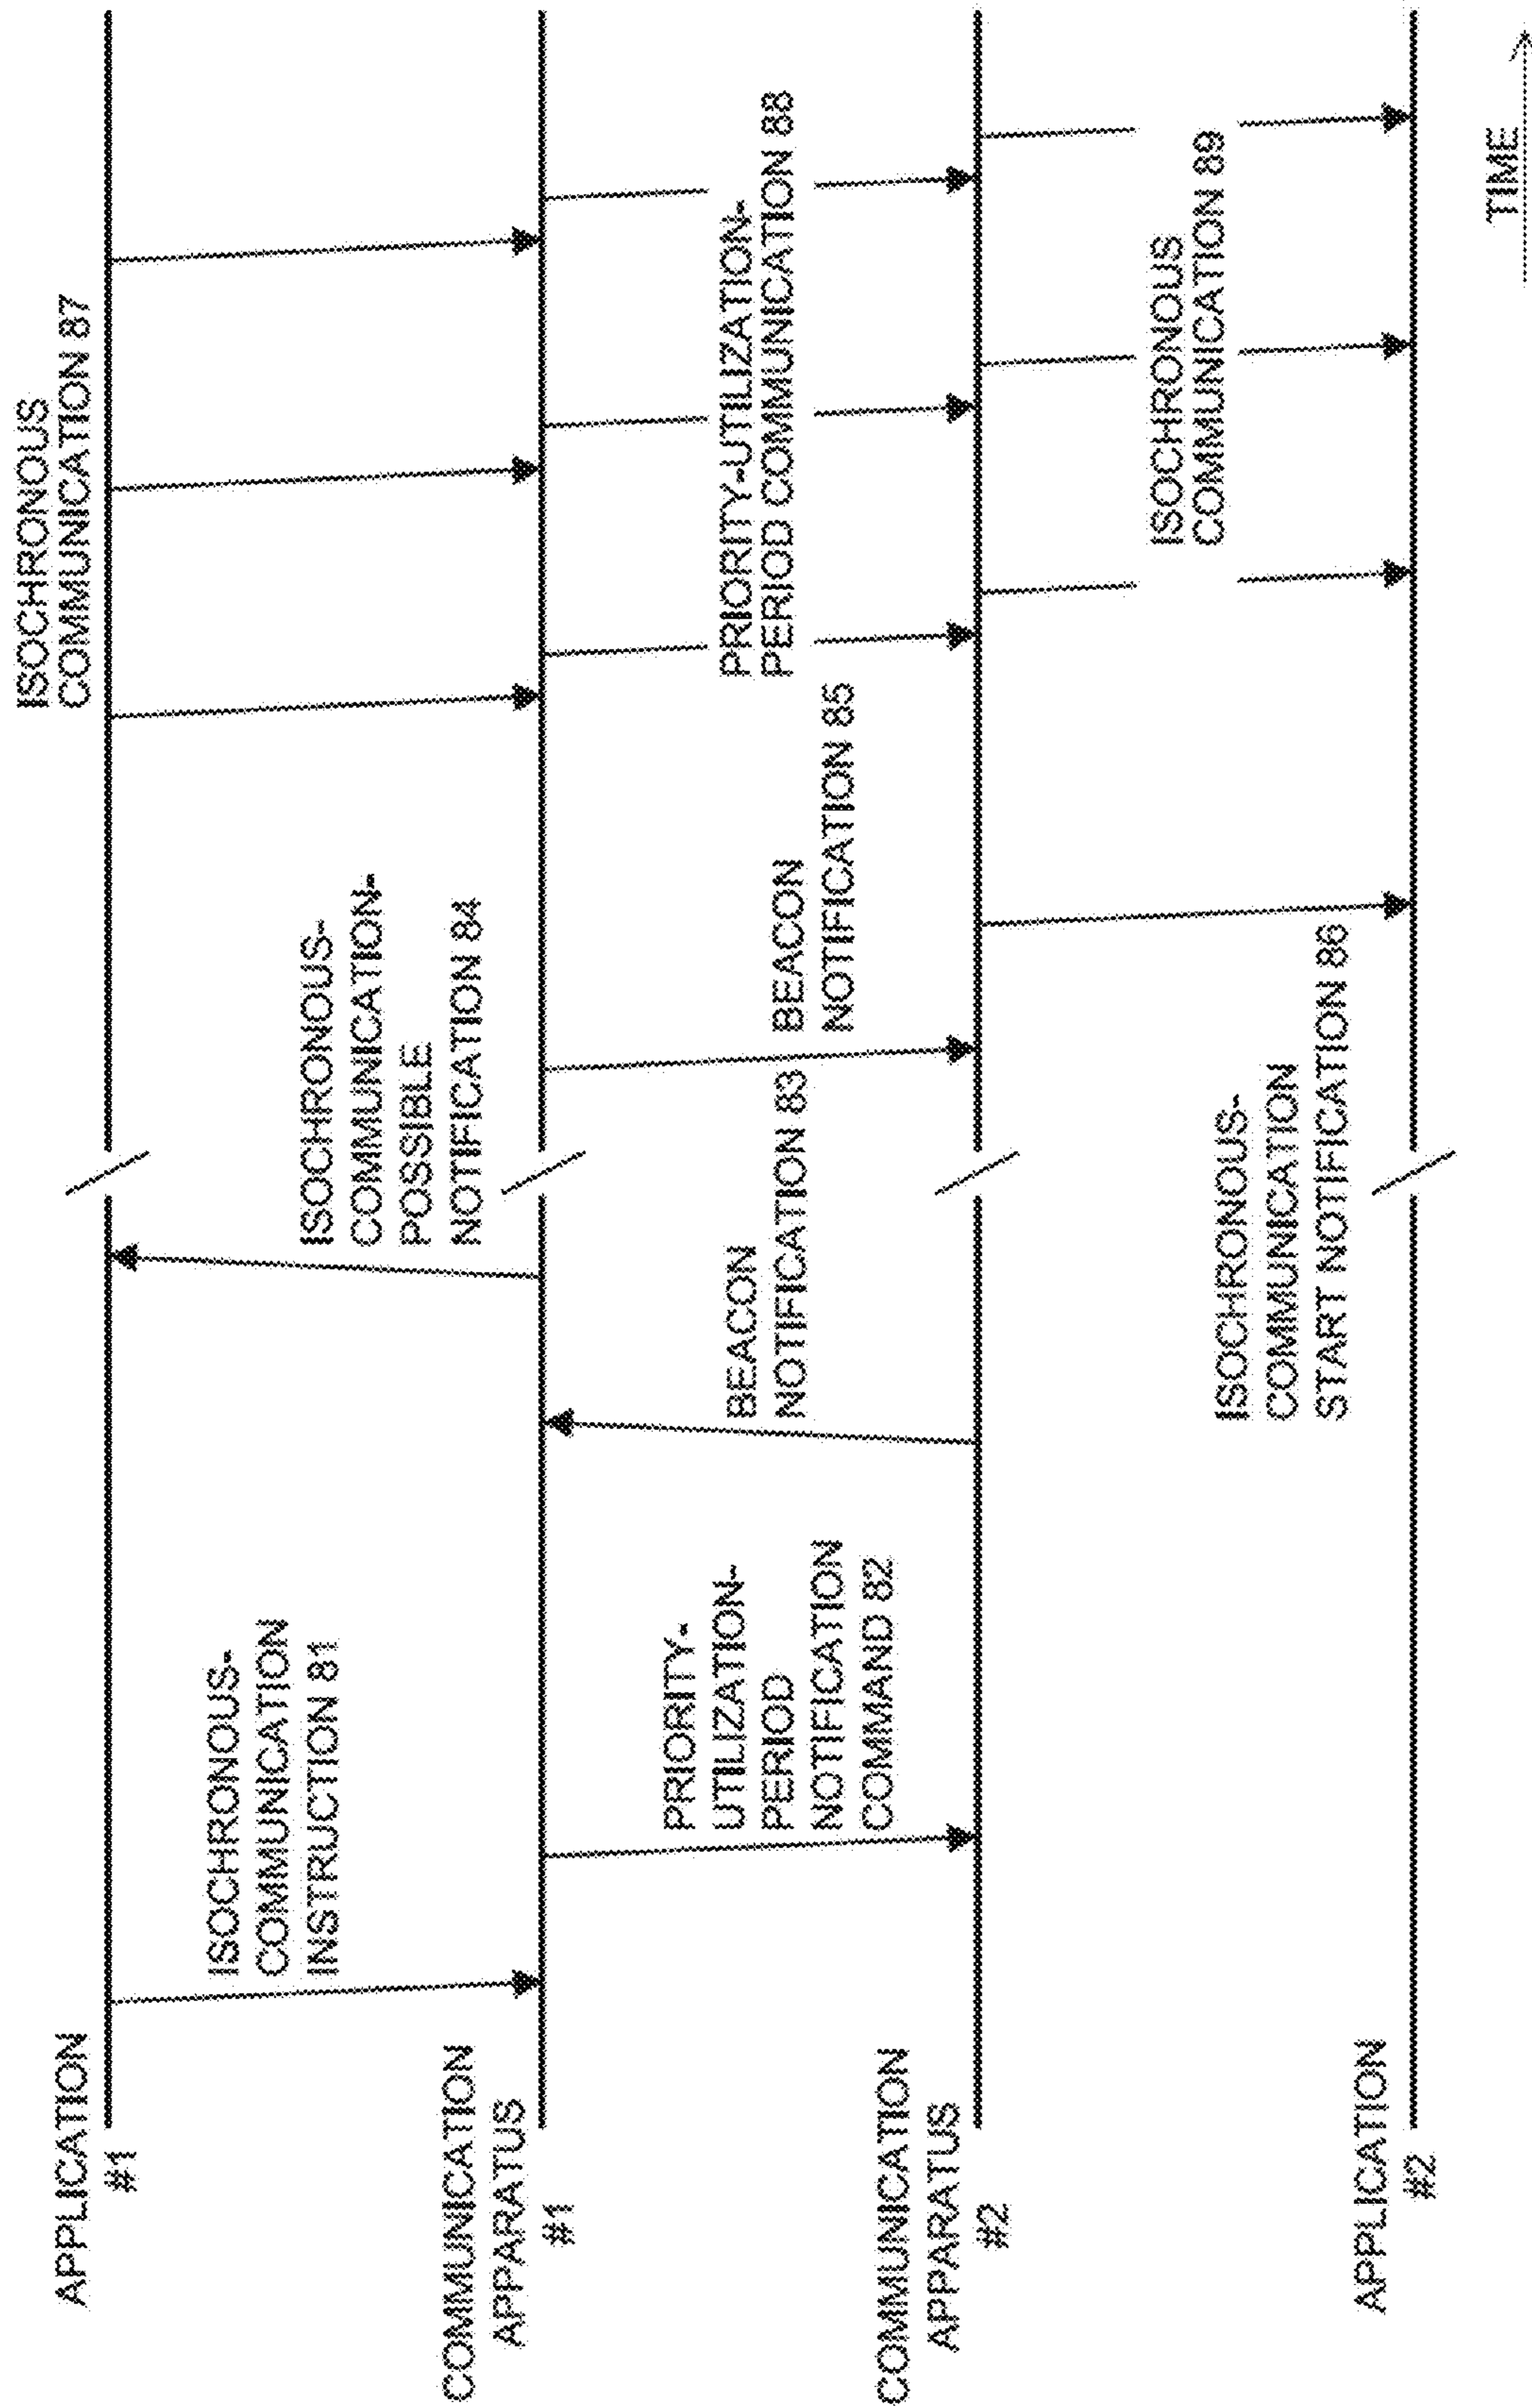 APPLICATION
#1
COMMUNICATION
APPARATUS
#1
COMMUNICATION
APPARATUS
#2
APPLICATION
#2
ISOCHRONOUS-
COMMUNICATION
INSTRUCTION 81
PRIORITY-
UTILIZATION-
PERIOD
NOTIFICATION
COMMAND 82
BEACON
NOTIFICATION 83
ISOCHRONOUS-
COMMUNICATION-
POSSIBLE
NOTIFICATION 84
BEACON
NOTIFICATION 85
ISOCHRONOUS-
COMMUNICATION
START NOTIFICATION 86
ISOCHRONOUS
COMMUNICATION 87
PRIORITY-UTILIZATION-
PERIOD COMMUNICATION 88
ISOCHRONOUS
COMMUNICATION 89
TIME